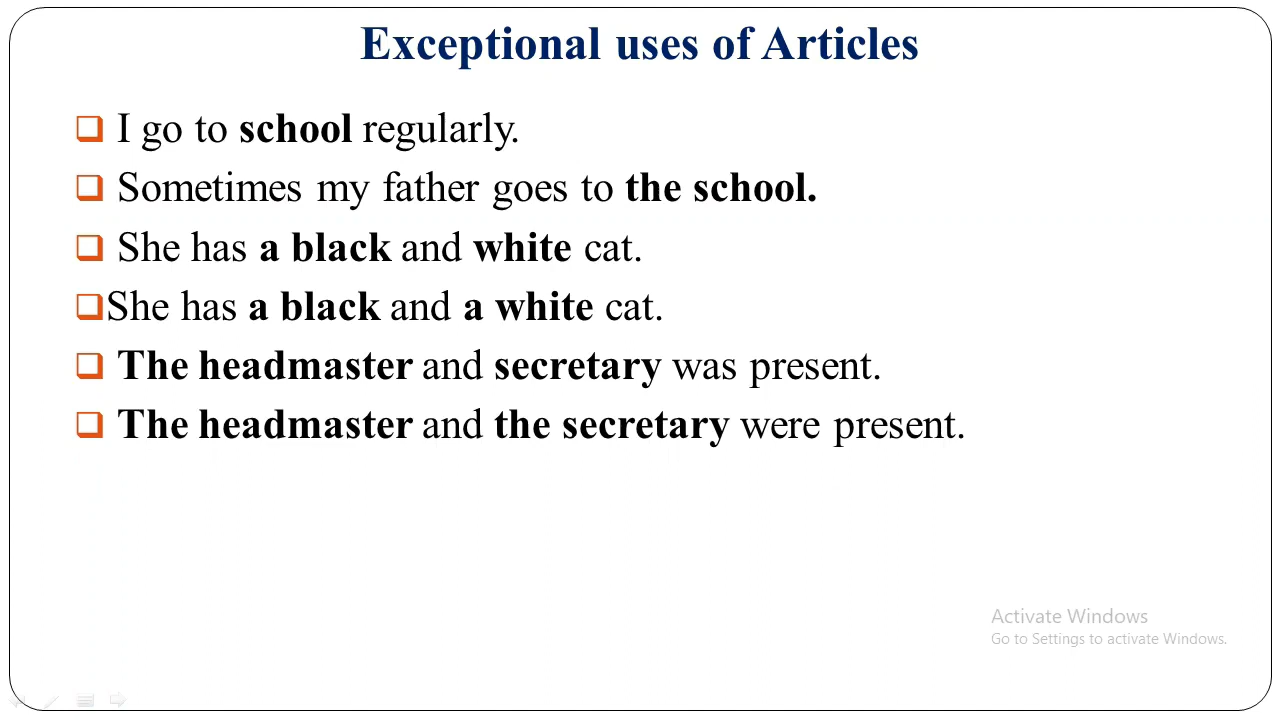 Exceptional uses of Articles
I go to school regularly.
Sometimes my father goes to the school.
She has a black and white cat.
She has a black and a white cat.
The headmaster and secretary was present.
The headmaster and the secretary were present.
Activate Windows
Go to Settings to activate Windows.